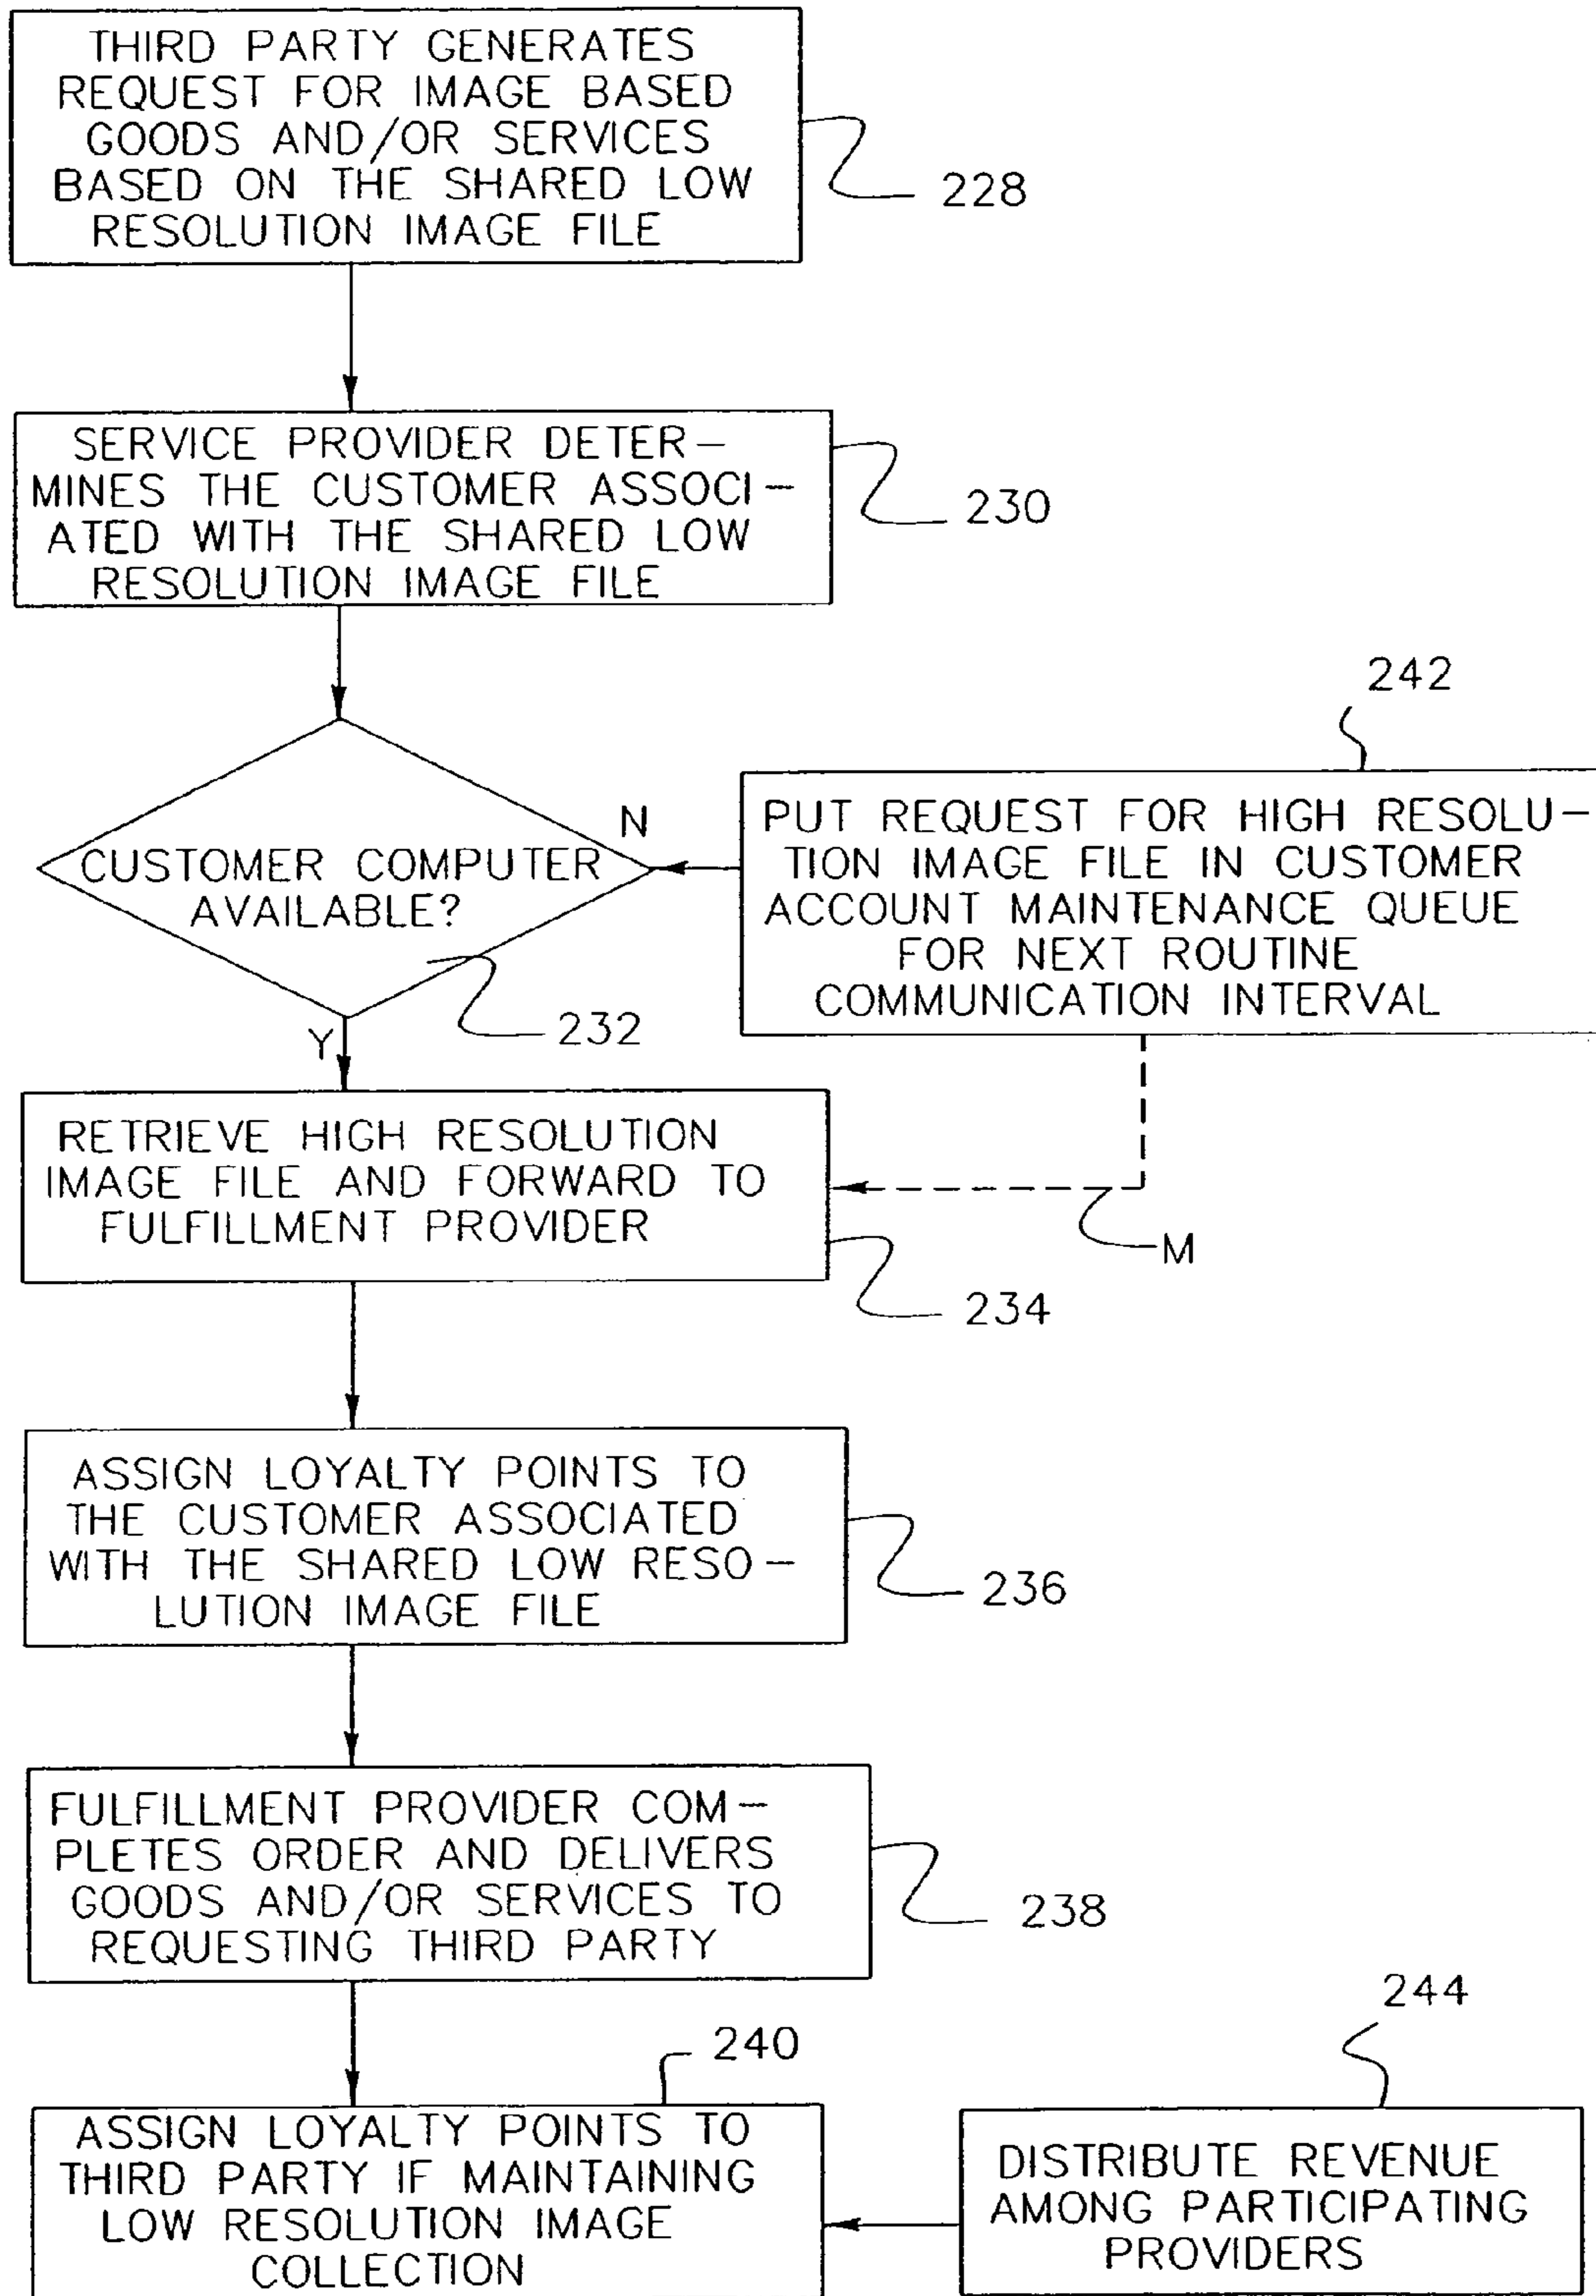 THIRD PARTY GENERATES
REQUEST FOR IMAGE BASED
GOODS AND/OR SERVICES
BASED ON THE SHARED LOW
RESOLUTION IMAGE FILE
228
SERVICE PROVIDER DETER-
MINES THE CUSTOMER ASSOCI-
ATED WITH THE SHARED LOW
RESOLUTION IMAGE FILE
230
CUSTOMER COMPUTER
AVAILABLE?
N
Y
232
242
PUT REQUEST FOR HIGH RESOLU-
TION IMAGE FILE IN CUSTOMER
ACCOUNT MAINTENANCE QUEUE
FOR NEXT ROUTINE
COMMUNICATION INTERVAL
RETRIEVE HIGH RESOLUTION
IMAGE FILE AND FORWARD TO
FULFILLMENT PROVIDER
M
234
ASSIGN LOYALTY POINTS TO
THE CUSTOMER ASSOCIATED
WITH THE SHARED LOW RESO-
LUTION IMAGE FILE
236
FULFILLMENT PROVIDER COM-
PLETES ORDER AND DELIVERS
GOODS AND/OR SERVICES TO
REQUESTING THIRD PARTY
238
240
ASSIGN LOYALTY POINTS TO
THIRD PARTY IF MAINTAINING
LOW RESOLUTION IMAGE
COLLECTION
244
DISTRIBUTE REVENUE
AMONG PARTICIPATING
PROVIDERS